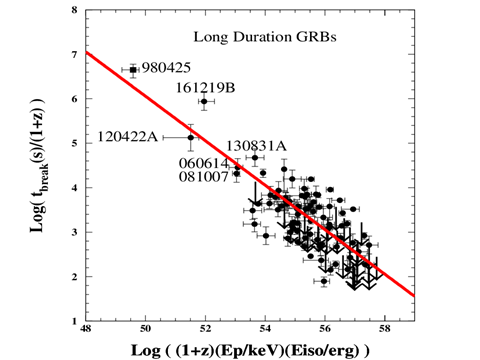 8
7
6
5
4
3
2
1
48
50
52
54
56
58
Long Duration GRBs
980425
161219B
120422A
130831A
060614
081007
Log( t_break(s)/(1+z) )
Log ( (1+z)(Ep/keV)(Eiso/erg) )